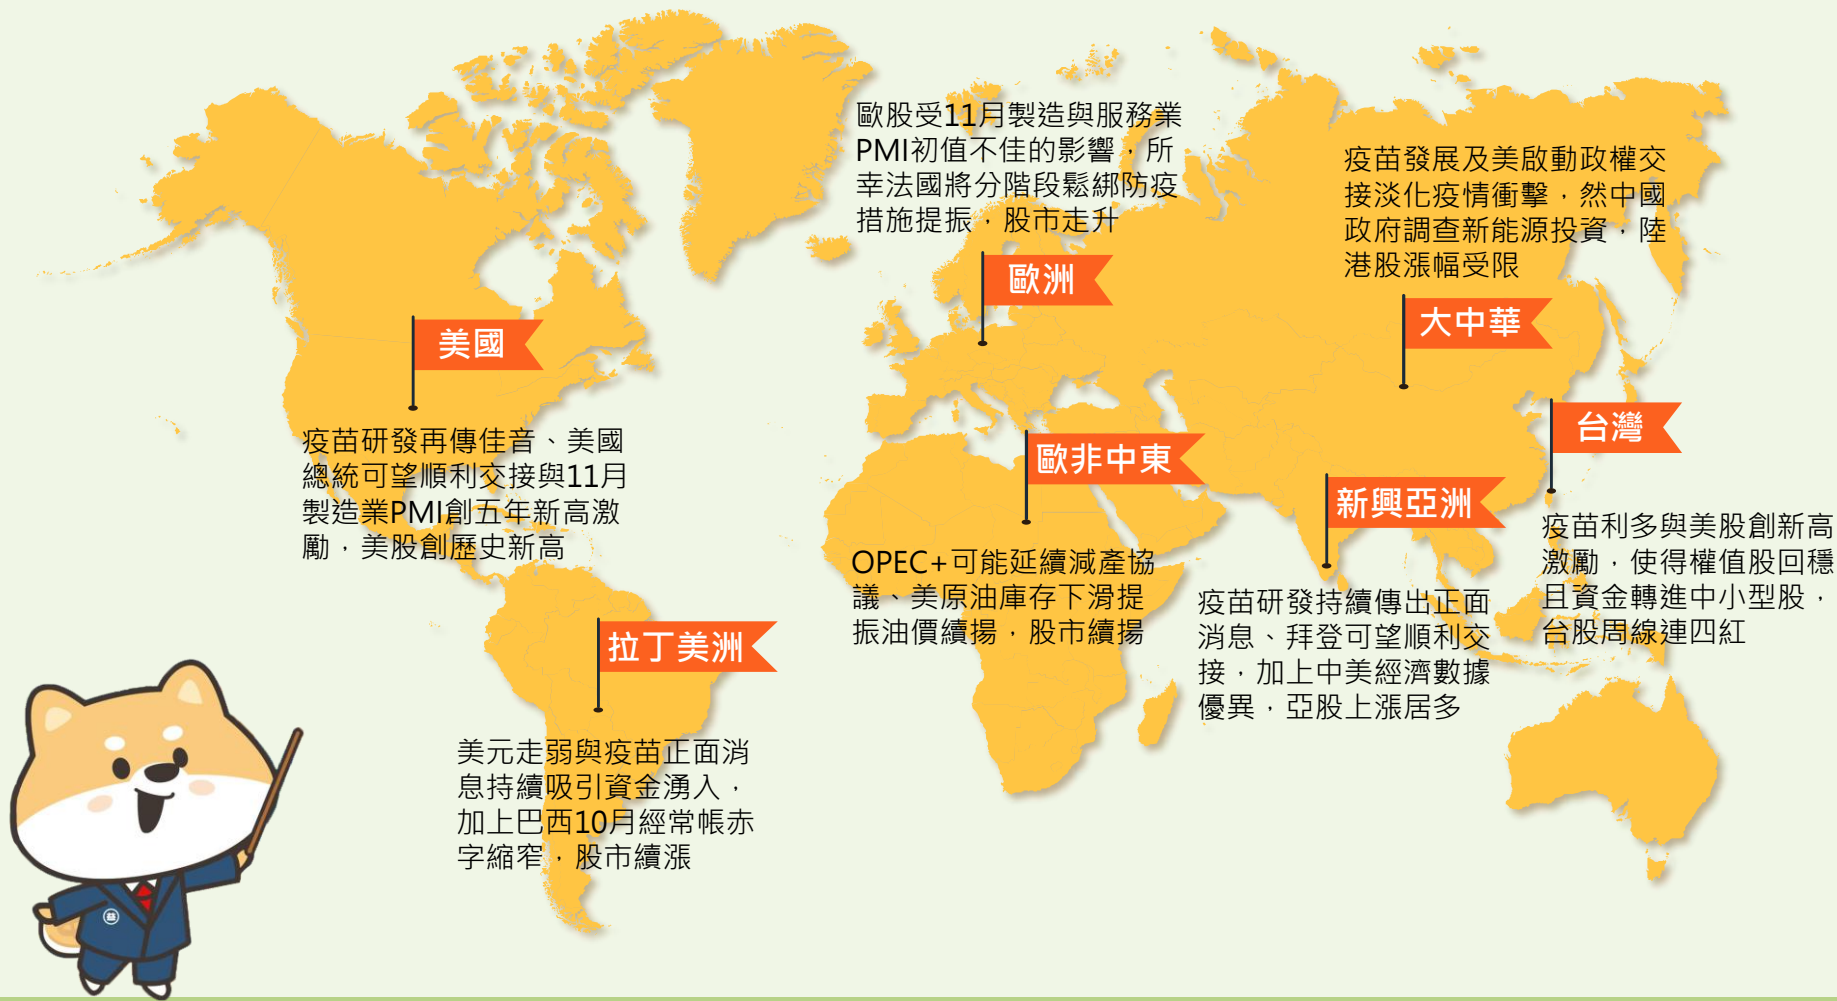 歐股受11月製造與服務業
PMI初值不佳的影響，所
幸法國將分階段鬆綁防疫
措施提振，股市走升
歐洲
疫苗發展及美啟動政權交
接淡化疫情衝擊，然中國
政府調查新能源投資，陸
港股漲幅受限
大中華
美國
疫苗研發再傳佳音、美國
總統可望順利交接與11月
製造業PMI創五年新高激
勵，美股創歷史新高
歐非中東
OPEC+可能延續減產協
議、美原油庫存下滑提
振油價續揚，股市續揚
新興亞洲
疫苗研發持續傳出正面
消息、拜登可望順利交
接，加上中美經濟數據
優異，亞股上漲居多
台灣
疫苗利多與美股創新高
激勵，使得權值股回穩
且資金轉進中小型股，
台股周線連四紅
拉丁美洲
美元走弱與疫苗正面消
息持續吸引資金湧入，
加上巴西10月經常帳赤
字縮窄，股市續漲